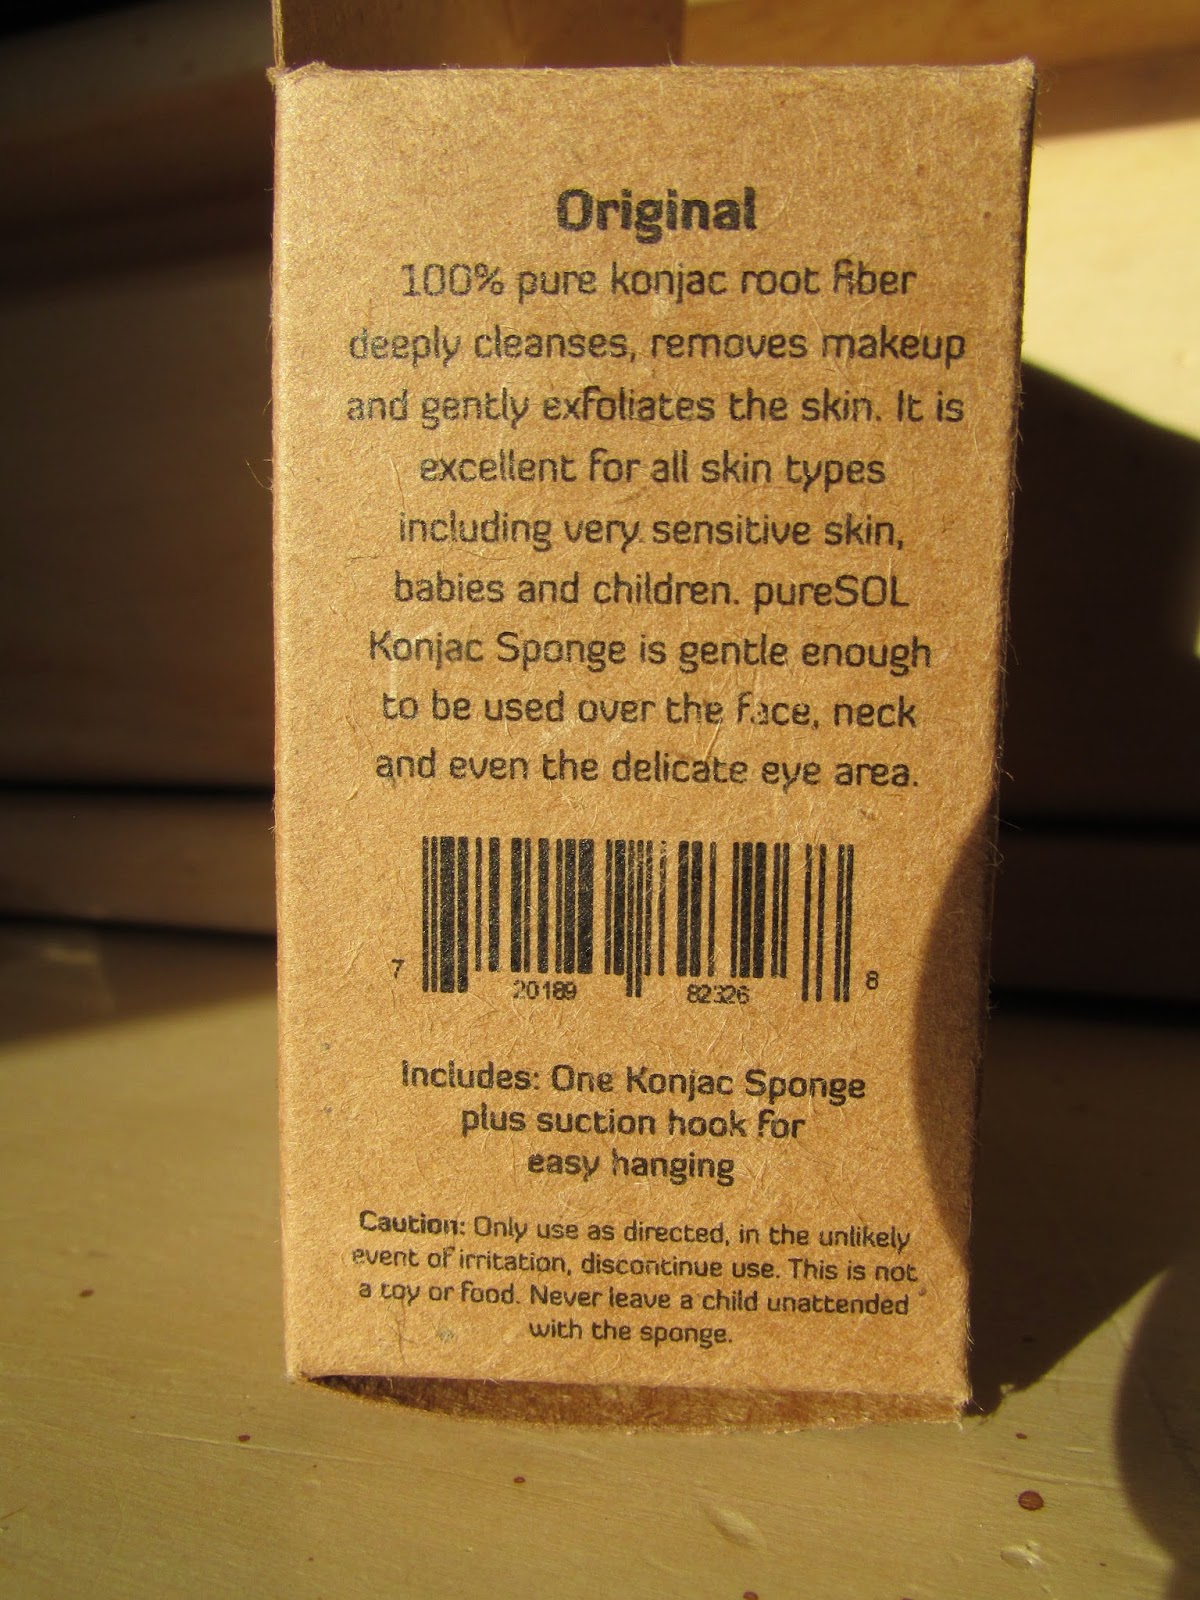 Original
100% pure konjac root fiber
deeply cleanses, removes makeup
and gently exfoliates the skin. It is
excellent for all skin types
including very sensitive skin,
babies and children. pureSOL
Konjac Sponge is gentle enough
to be used over the face, neck
and even the delicate eye area.
7 20189 82326 8
Includes: One Konjac Sponge
plus suction hook for
easy hanging
Caution: Only use as directed, in the unlikely
event of irritation, discontinue use. This is not
a toy or food. Never leave a child unattended
with the sponge.